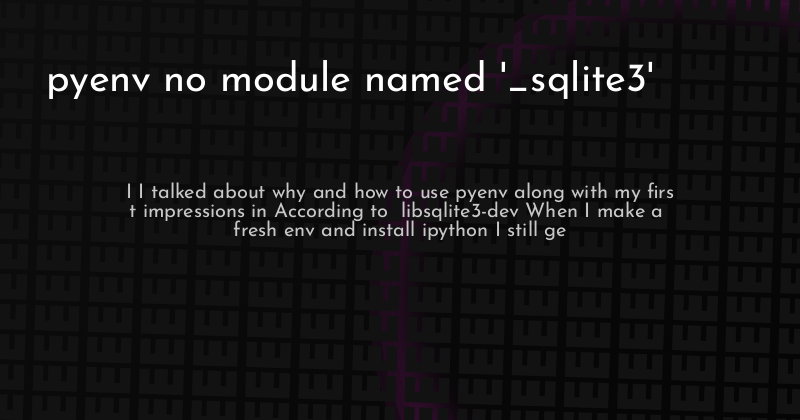 pyenv no module named '_sqlite3'
I I talked about why and how to use pyenv along with my firs
t impressions in According to  libsqlite3-dev When I make a
fresh env and install ipython I still ge